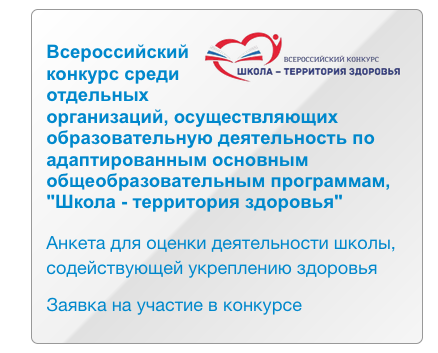 Всероссийский
конкурс среди
отдельных
ВСЕРОССИЙСКИЙ КОНКУРС
ШКОЛА – ТЕРРИТОРИЯ ЗДОРОВЬЯ
организаций, осуществляющих
образовательную деятельность по
адаптированным основным
общеобразовательным программам,
"Школа - территория здоровья"
Анкета для оценки деятельности школы,
содействующей укреплению здоровья
Заявка на участие в конкурсе